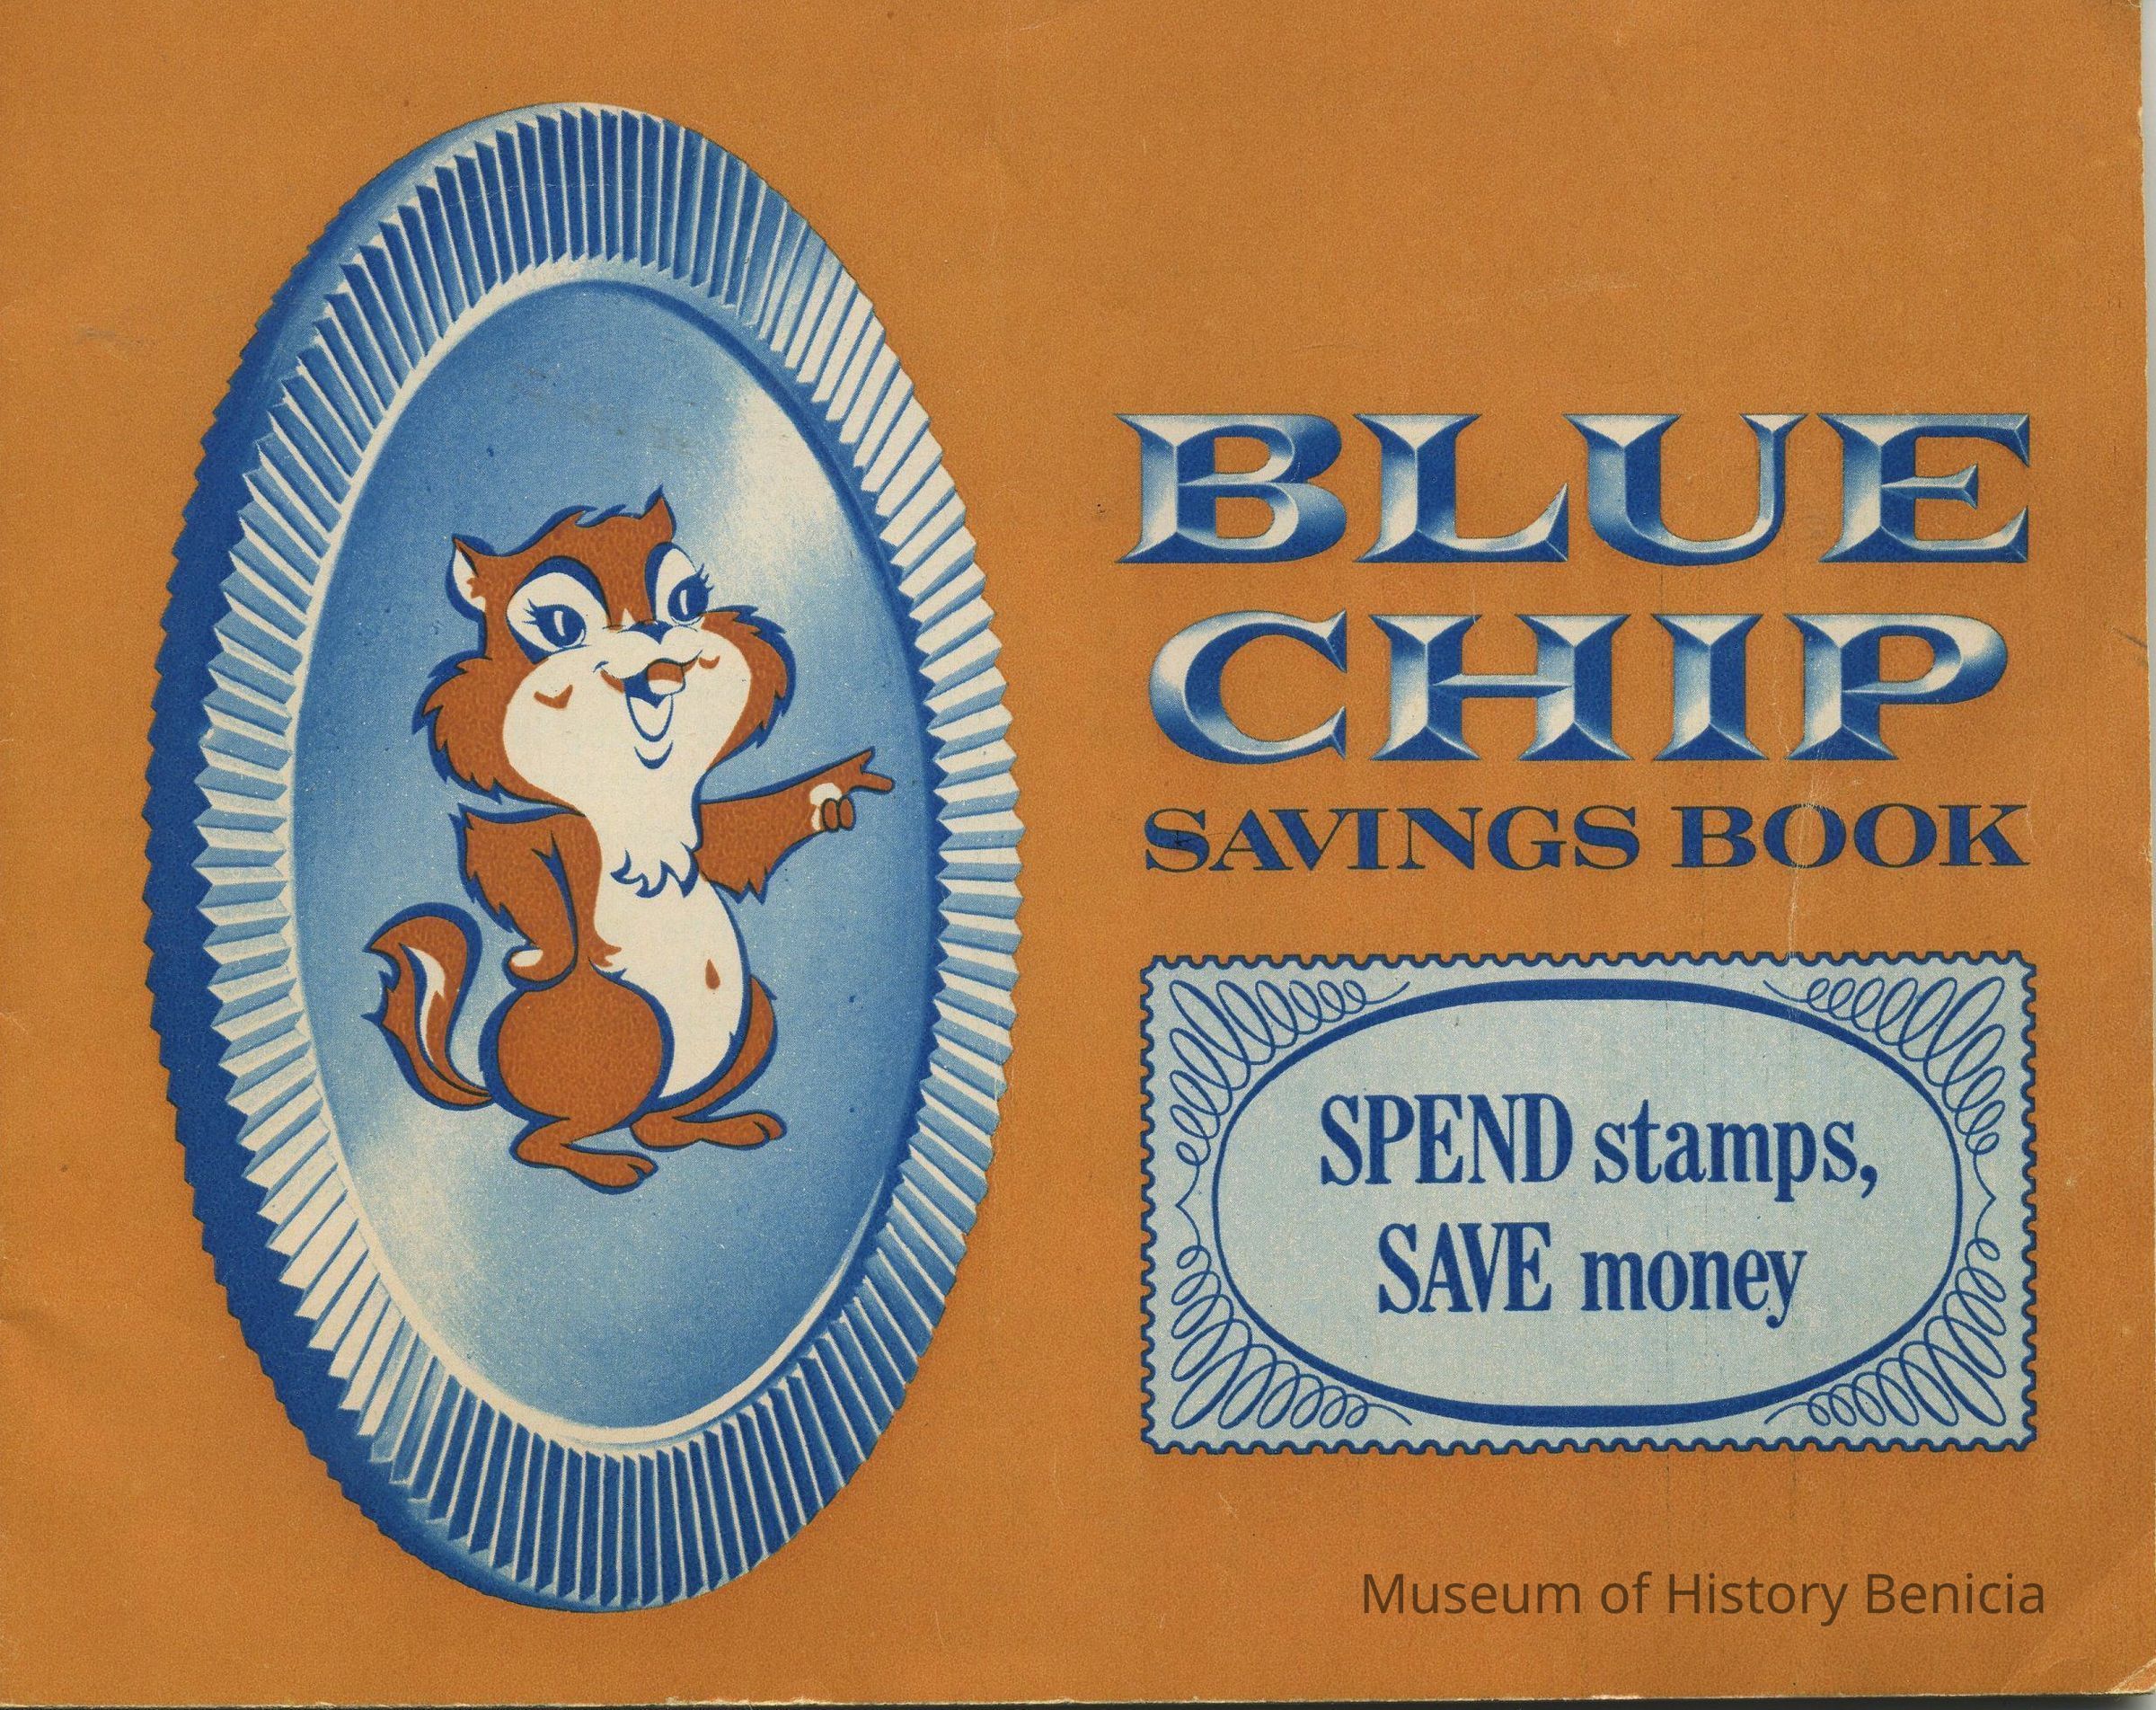 BLUE
CHIP
SAVINGS BOOK
SPEND stamps,
SAVE money
Museum of History Benicia